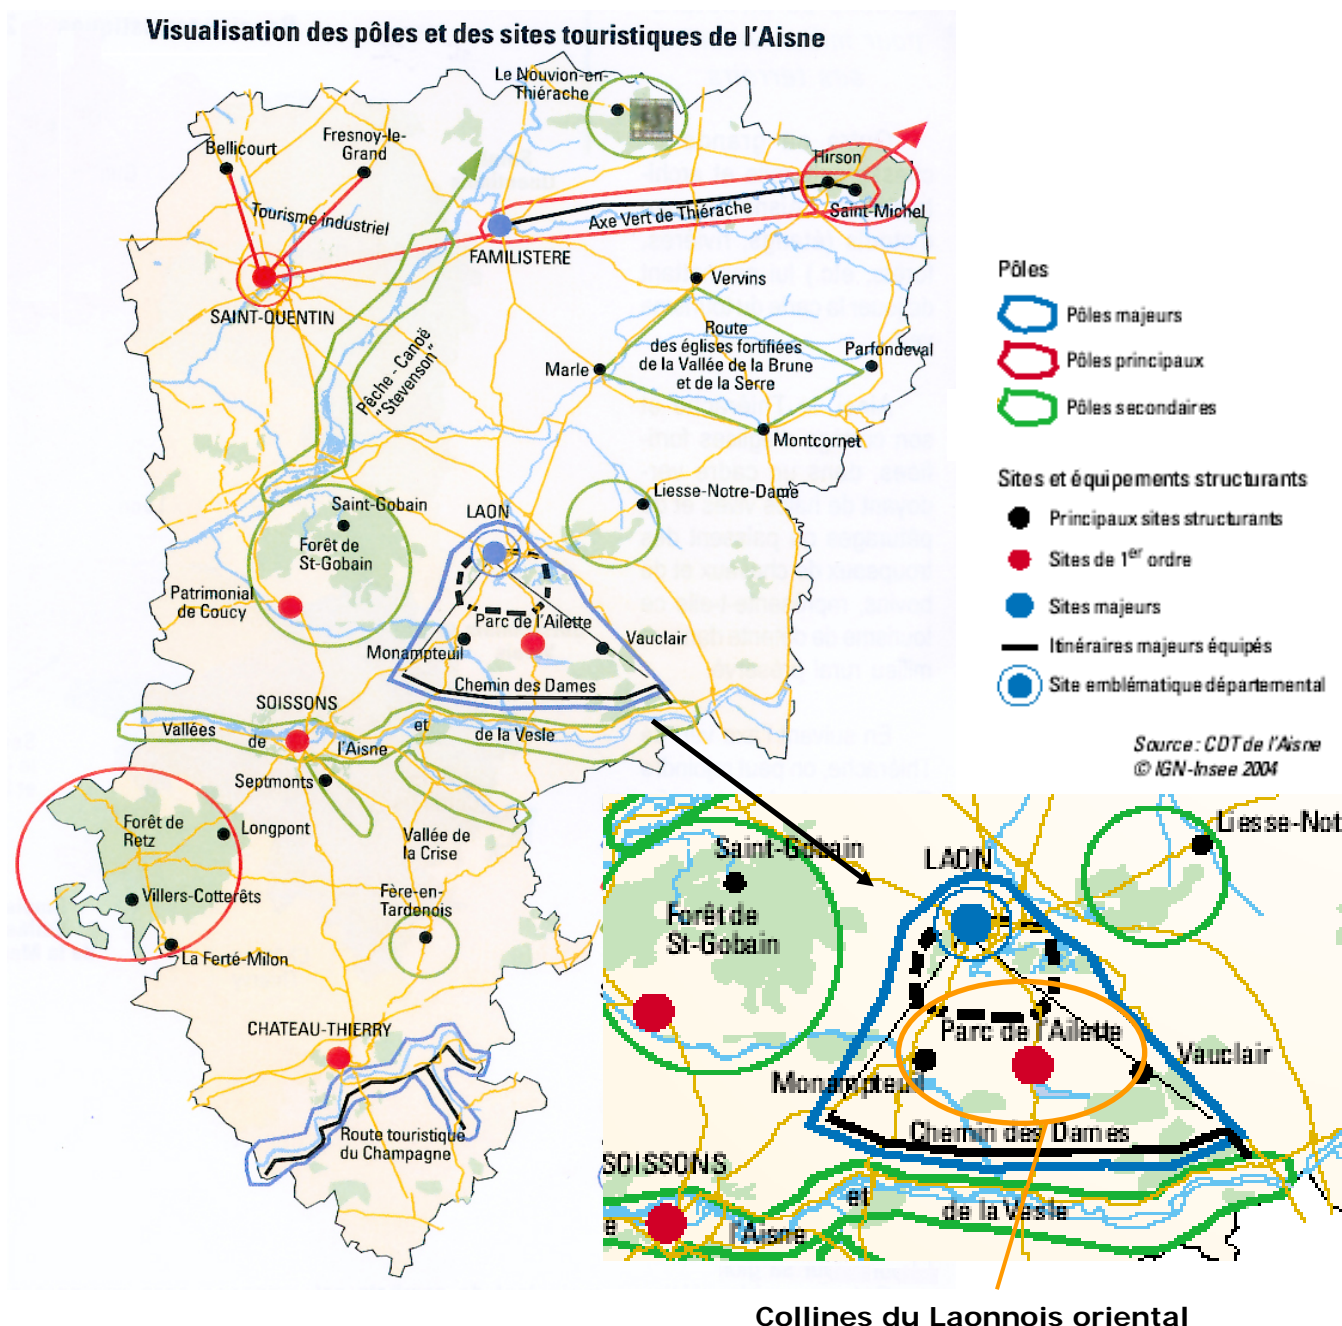 Visualisation des pôles et des sites touristiques de l'Aisne
Le Nouvion-en-
Thiérache
Fresnoy-le-
Grand
Bellicourt
Hirson
Tourisme industriel
Axe Vert de Thiérache
Saint-Michel
FAMILISTERE
Vervins
SAINT-QUENTIN
Route
des églises fortifiées
de la Vallée de la Brune
et de la Serre
Parfondeval
Marle
Pêche - Canoë
"Stevenson"
Montcornet
Liesse-Notre-Dame
Saint-Gobain
LAON
Forêt de
St-Gobain
Patrimonial
de Coucy
Parc de l'Ailette
Monampteuil
Vauclair
Chemin des Dames
SOISSONS
Vallées
de
l'Aisne
et
de la Vesle
Septmonts
Forêt de
Retz
Longpont
Vallée de
la Crise
Villers-Cotterêts
Fère-en-
Tardenois
La Ferté-Milon
CHATEAU-THIERRY
Route touristique
du Champagne
Pôles
Pôles majeurs
Pôles principaux
Pôles secondaires
Sites et équipements structurants
Principaux sites structurants
Sites de 1er ordre
Sites majeurs
Itinéraires majeurs équipés
Site emblématique départemental
Source : CDT de l'Aisne
© IGN-Insee 2004
Liesse-Not
Saint-Gobain
LAON
Forêt de
St-Gobain
Parc de l'Ailette
Vauclair
Monampteuil
Chemin des Dames
SOISSONS
et
de la Vesle
e
l'Aisne
Collines du Laonnois oriental